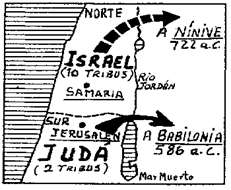 NORTE
A NÍNIVE
722 a.C.
ISRAEL
(10 TRIBUS)
SAMARIA
Río
JORDÁN
SUR
JERUSALÉN
JUDÁ
(2 TRIBUS)
A BABILONIA
586 a.C.
Mar Muerto